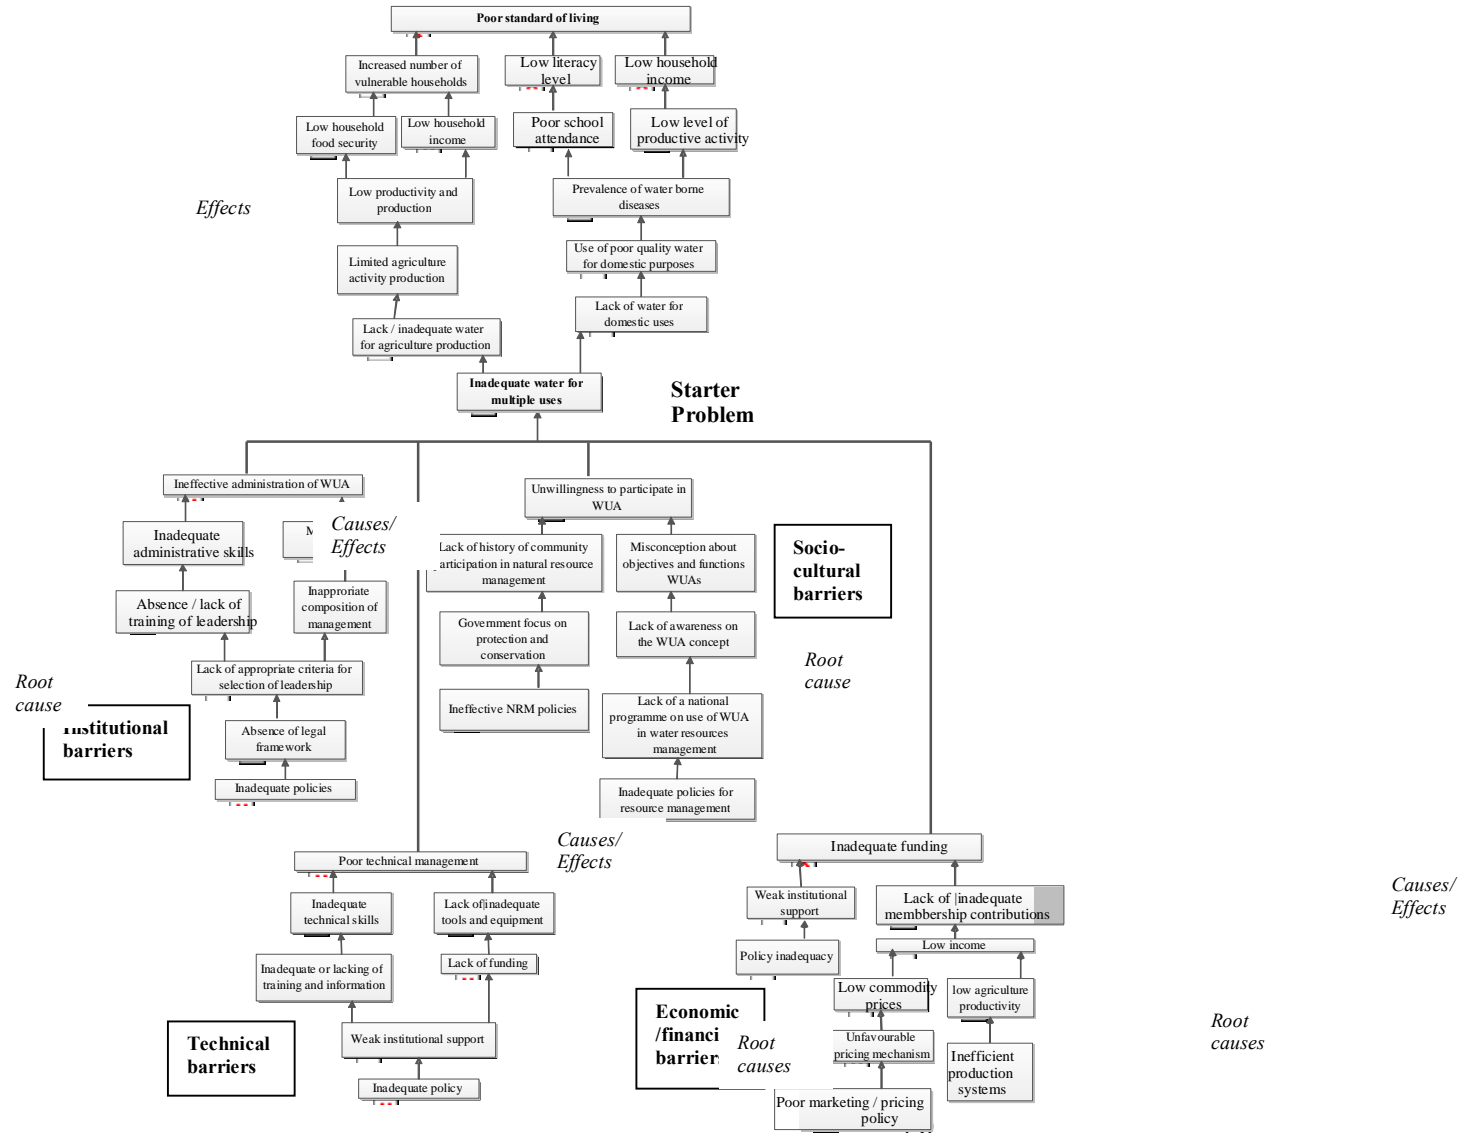 Poor standard of living
Increased number of
vulnerable households
Low literacy
level
Low household
income
Low household
food security
Low household
income
Poor school
attendance
Low level of
productive activity
Effects
Low productivity and
production
Prevalence of water borne
diseases
Limited agriculture
activity production
Use of poor quality water
for domestic purposes
Lack of water for
domestic uses
Lack / inadequate water
for agriculture production
Inadequate water for
multiple uses
Starter
Problem
Ineffective administration of WUA
Unwillingness to participate in
WUA
Inadequate
administrative skills
M
Causes/
Effects
Lack of history of community
articipation in natural resource
management
Misconception about
objectives and functions
WUAs
Socio-
cultural
barriers
Absence / lack of
training of leadership
Inapproriate
composition of
management
Government focus on
protection and
conservation
Lack of awareness on
the WUA concept
Root
cause
Lack of appropriate criteria for
selection of leadership
Root
cause
Institutional
barriers
Ineffective NRM policies
Lack of a national
programme on use of WUA
in water resources
management
Absence of legal
framework
Inadequate policies
Inadequate policies for
resource management
Causes/
Effects
Poor technical management
Inadequate funding
Inadequate
technical skills
Lack of|inadequate
tools and equipment
Weak institutional
support
Lack of |inadequate
membbership contributions
Causes/
Effects
Low income
Inadequate or lacking of
training and information
Lack of funding
Policy inadequacy
Low commodity
prices
low agriculture
productivity
Technical
barriers
Weak institutional support
Economic
/financi
barrier
Root
causes
Unfavourable
pricing mechanism
Inefficient
production
systems
Root
causes
Inadequate policy
Poor marketing / pricing
policy